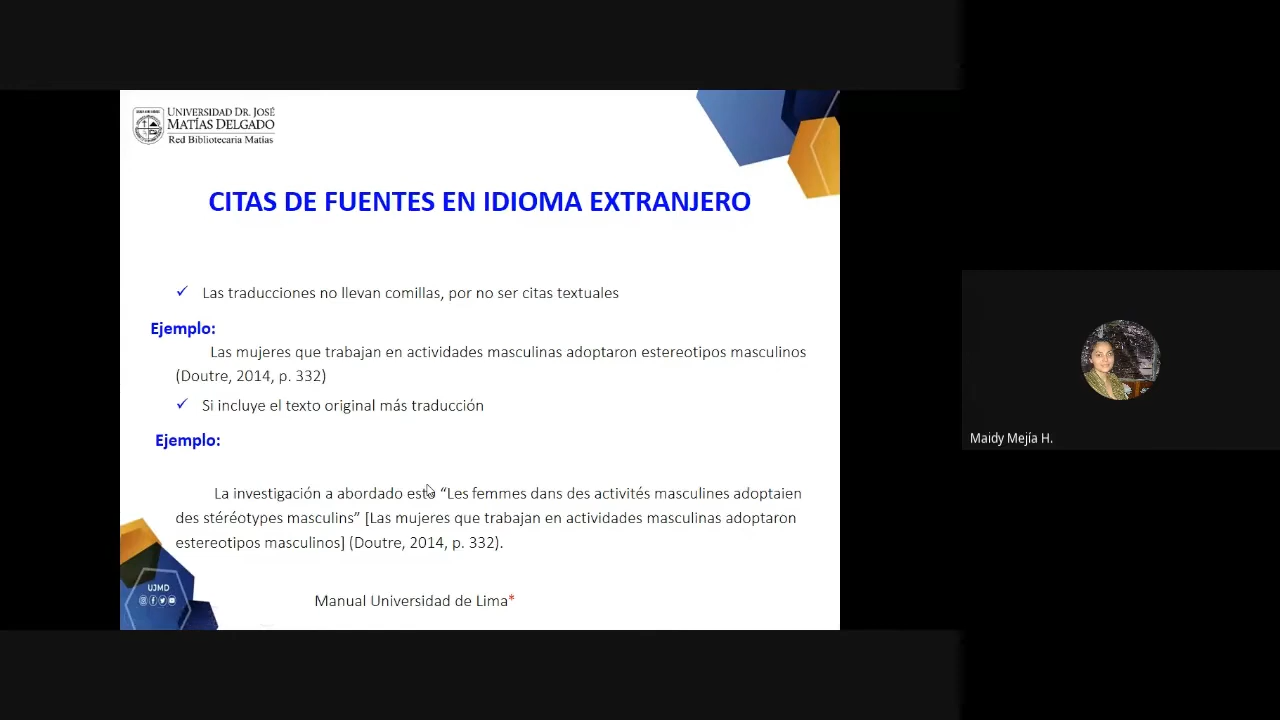 UNIVERSIDAD DR. JOSÉ
MATÍAS DELGADO
Red Bibliotecaria Matías
CITAS DE FUENTES EN IDIOMA EXTRANJERO
✓ Las traducciones no llevan comillas, por no ser citas textuales
Ejemplo:
Las mujeres que trabajan en actividades masculinas adoptaron estereotipos masculinos
(Doutre, 2014, p. 332)
✓ Si incluye el texto original más traducción
Ejemplo:
La investigación a abordado este “Les femmes dans des activités masculines adoptaien
des stéréotypes masculins” [Las mujeres que trabajan en actividades masculinas adoptaron
estereotipos masculinos] (Doutre, 2014, p. 332).
UJMD
Manual Universidad de Lima*
Maidy Mejía H.